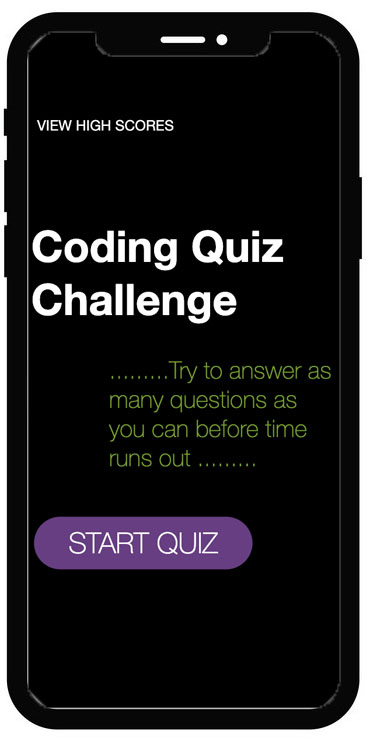 VIEW HIGH SCORES
Coding Quiz
Challenge
.........Try to answer as
many questions as
you can before time
runs out .........
START QUIZ